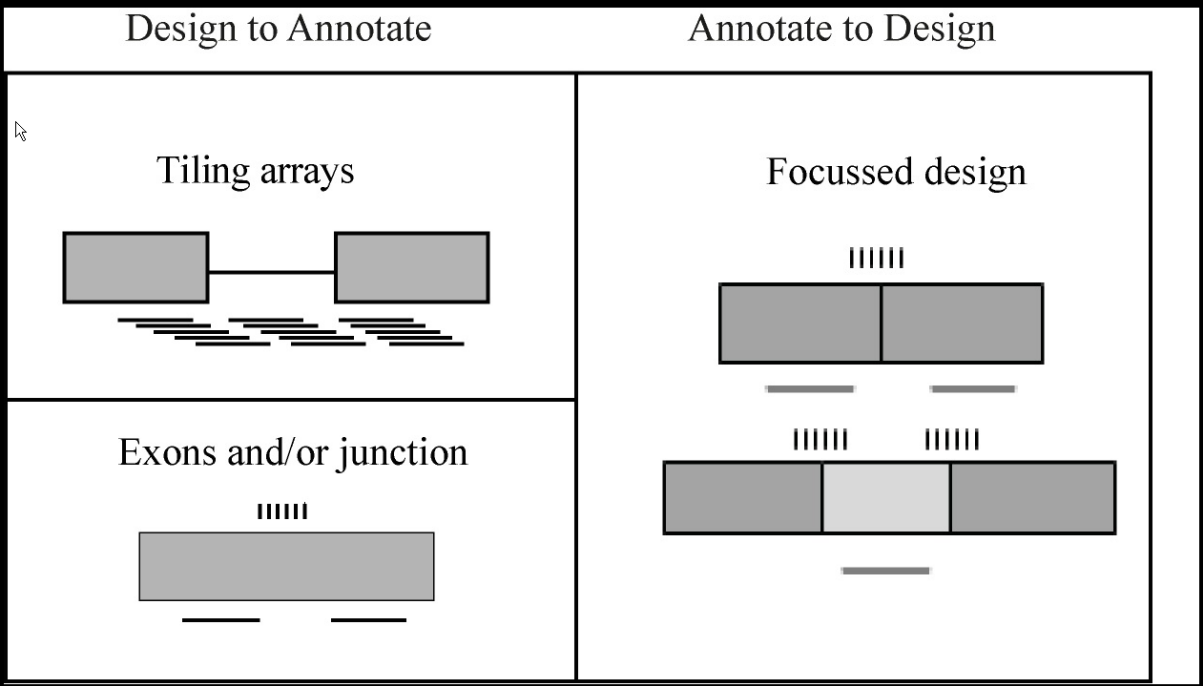 Design to Annotate
Annotate to Design
Tiling arrays
Focussed design
Exons and/or junction